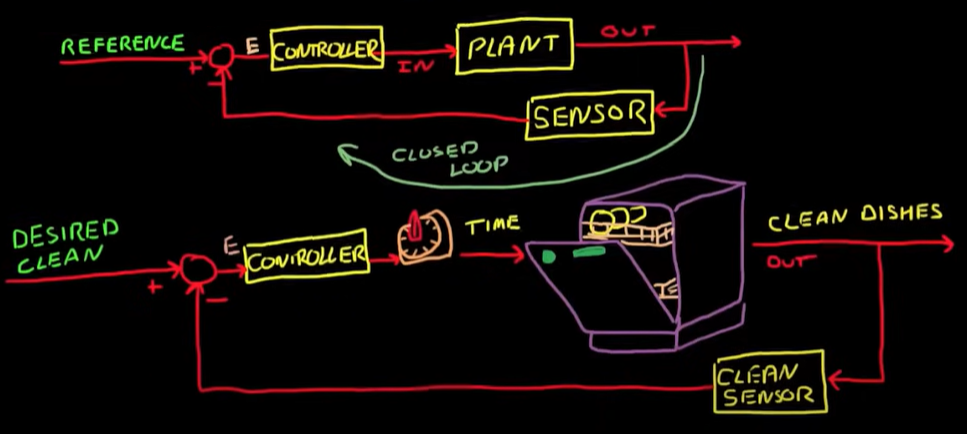 REFERENCE
+
-
E
CONTROLLER
IN
PLANT
OUT
SENSOR
CLOSED
LOOP
DESIRED
CLEAN
+
-
E
CONTROLLER
TIME
CLEAN DISHES
OUT
CLEAN
SENSOR